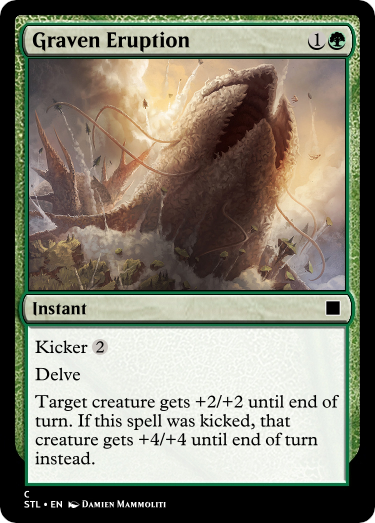 Graven Eruption 1
Instant
Kicker 2
Delve
Target creature gets +2/+2 until end of
turn. If this spell was kicked, that
creature gets +4/+4 until end of turn
instead.
C
STL • EN Damien Mammoliti